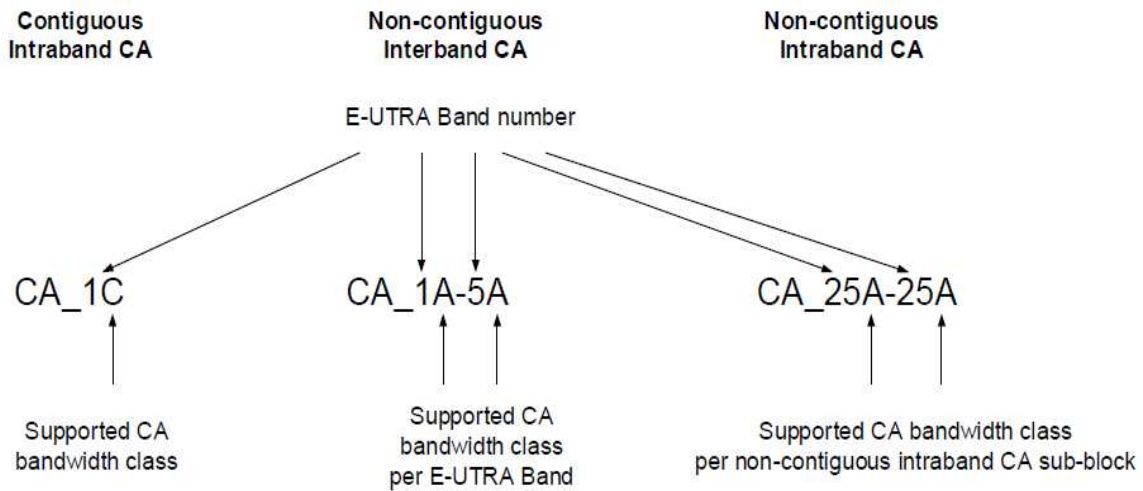 Contiguous
Intraband CA
Non-contiguous
Interband CA
Non-contiguous
Intraband CA
E-UTRA Band number
CA_1C
CA_1A-5A
CA_25A-25A
Supported CA
bandwidth class
Supported CA
bandwidth class
per E-UTRA Band
Supported CA bandwidth class
per non-contiguous intraband CA sub-block